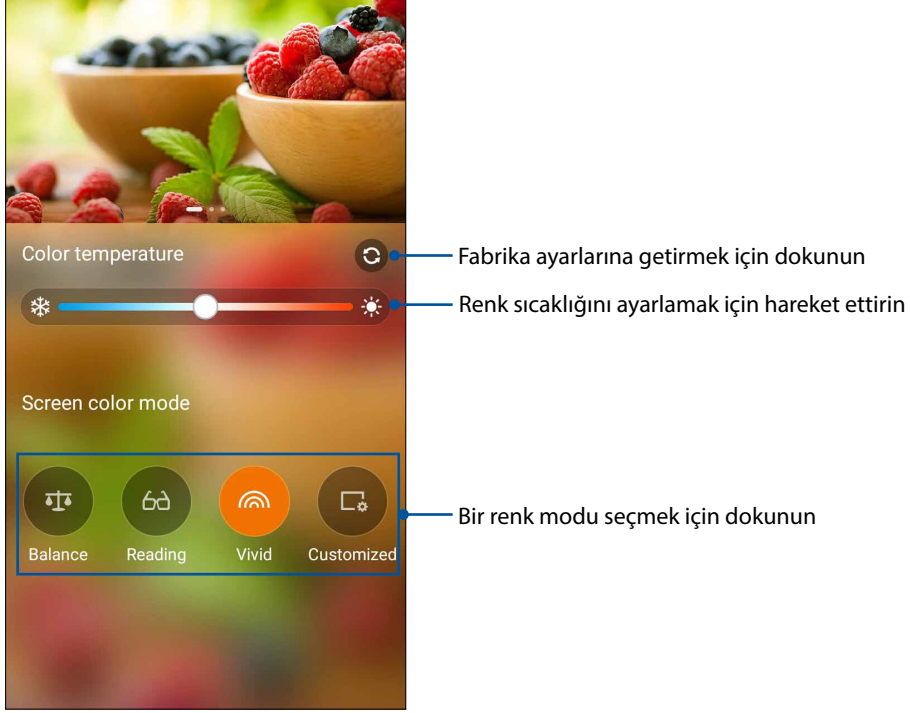 Color temperature
Fabrika ayarlarına getirmek için dokunun
Renk sıcaklığını ayarlamak için hareket ettirin
Screen color mode
Balance Reading Vivid Customized
Bir renk modu seçmek için dokunun